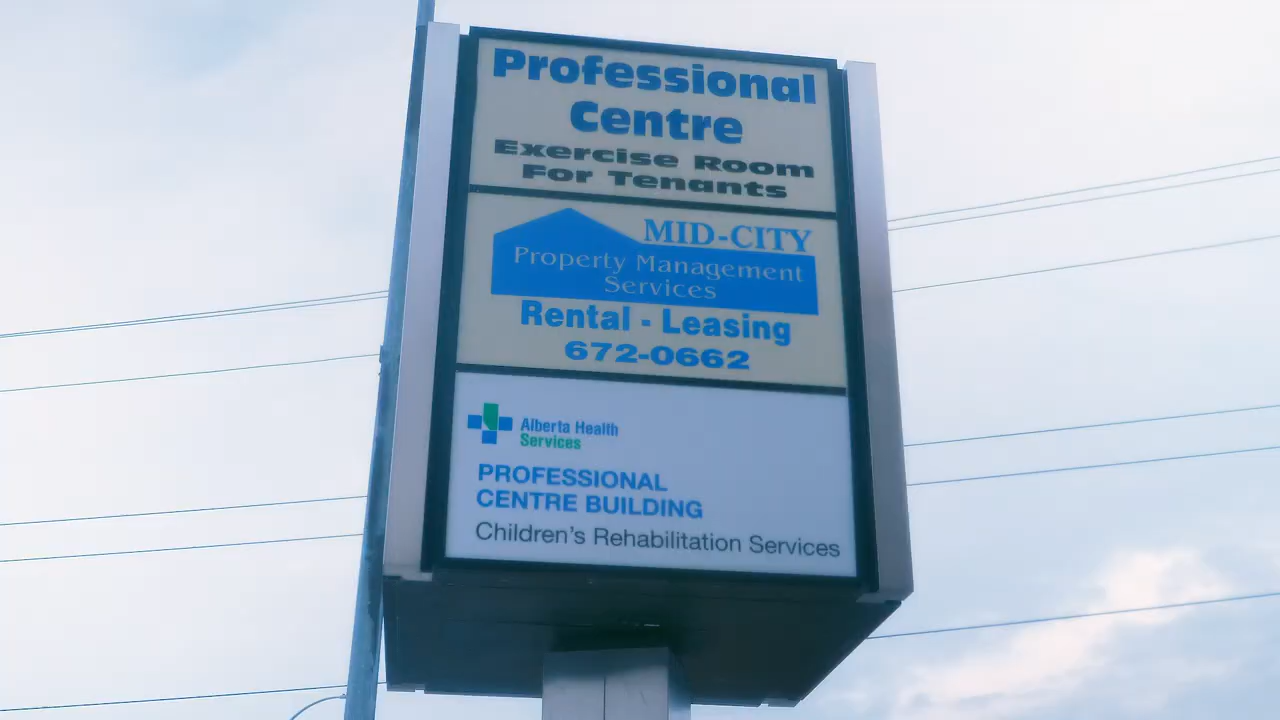 Professional
Centre
Exercise Room
For Tenants
MID-CITY
Property Management
Services
Rental - Leasing
672-0662
Alberta Health
Services
PROFESSIONAL
CENTRE BUILDING
Children's Rehabilitation Services